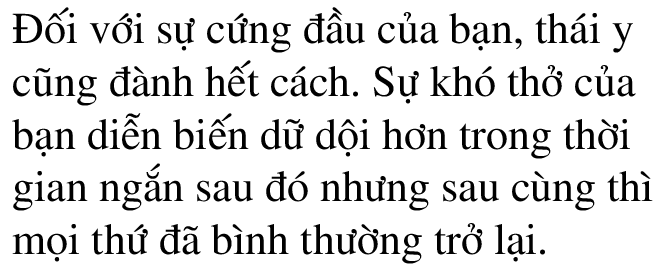 Đối với sự cứng đầu của bạn, thái y
cũng đành hết cách. Sự khó thở của
bạn diễn biến dữ dội hơn trong thời
gian ngắn sau đó nhưng sau cùng thì
mọi thứ đã bình thường trở lại.